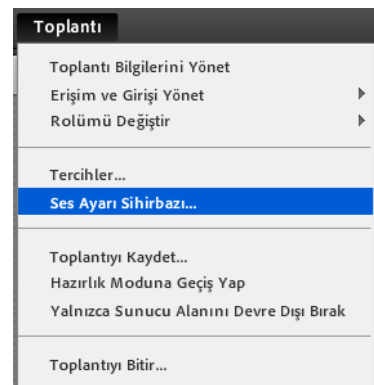 Toplantı
Toplantı Bilgilerini Yönet
Erişim ve Girişi Yönet
Rolümü Değiştir
Tercihler...
Ses Ayarı Sihirbazı...
Toplantıyı Kaydet...
Hazırlık Moduna Geçiş Yap
Yalnızca Sunucu Alanını Devre Dışı Bırak
Toplantıyı Bitir...